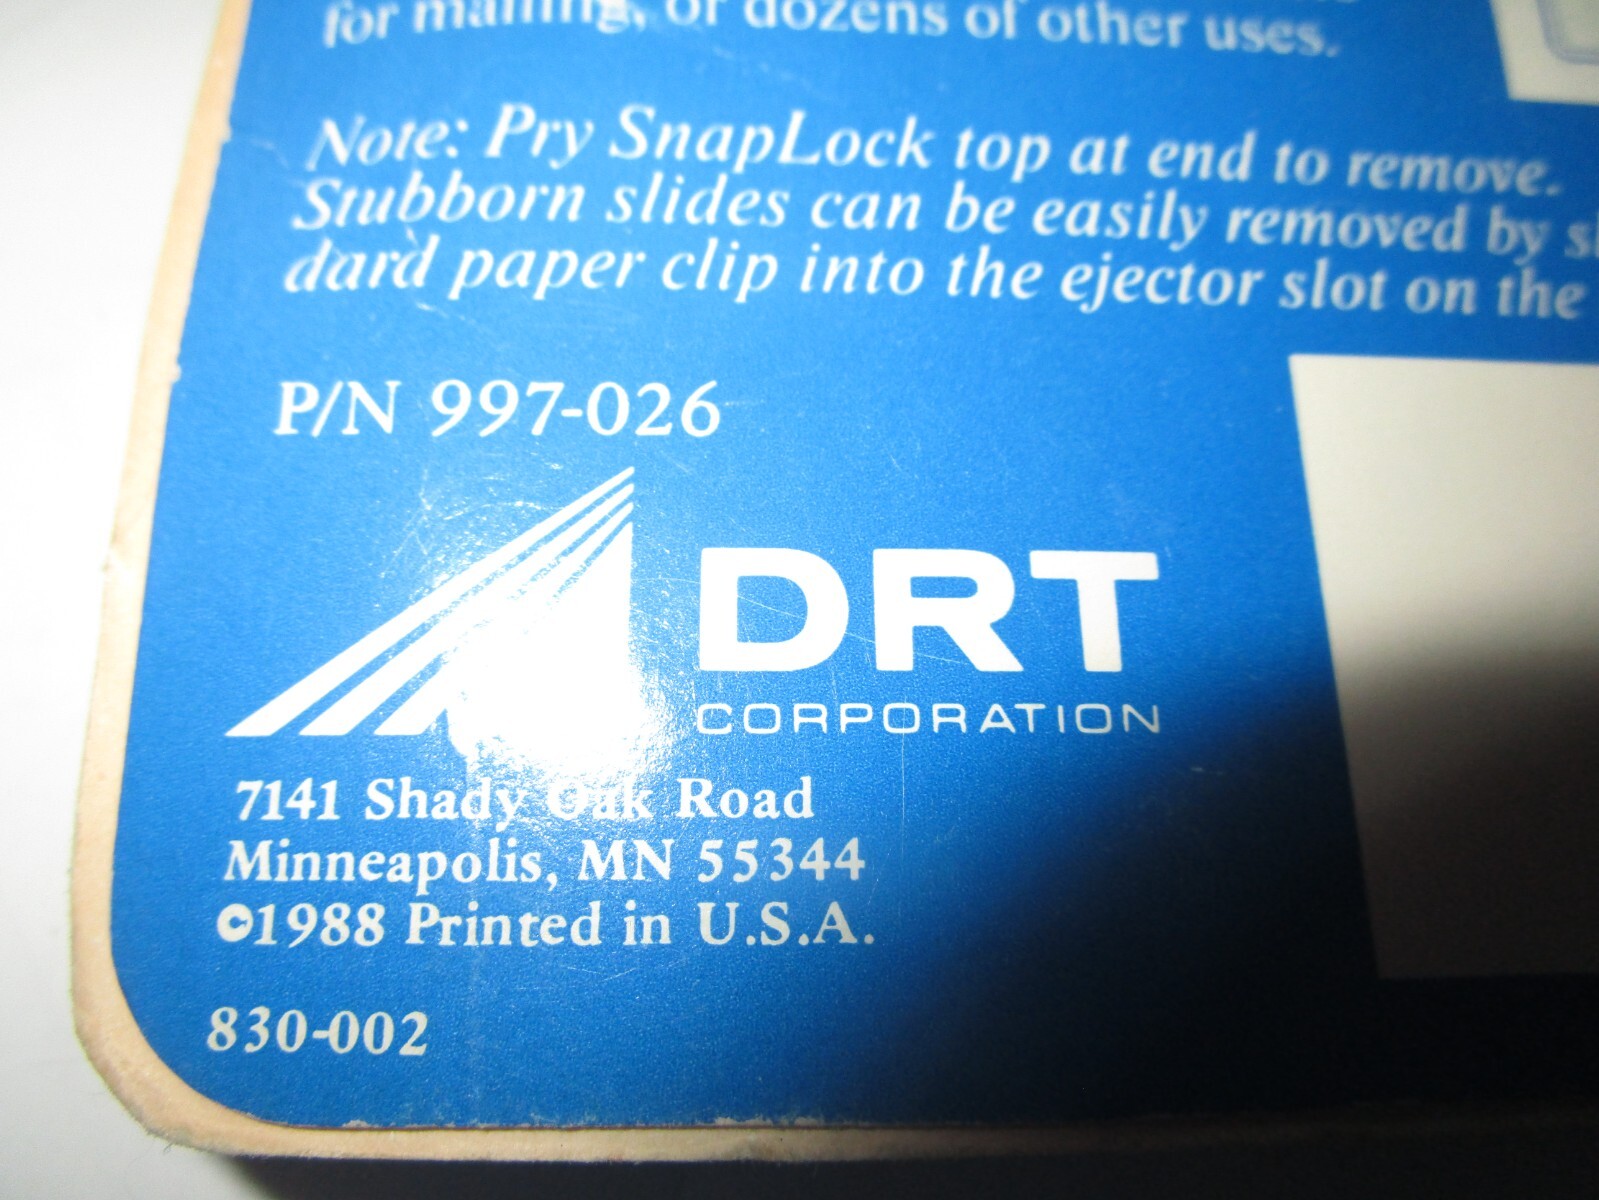 for mailing, or dozens of other uses.
Note: Pry SnapLock top at end to remove.
Stubborn slides can be easily removed by
dard paper clip into the ejector slot on the
P/N 997-026
DRT
CORPORATION
7141 Shady Oak Road
Minneapolis, MN 55344
©1988 Printed in U.S.A.
830-002